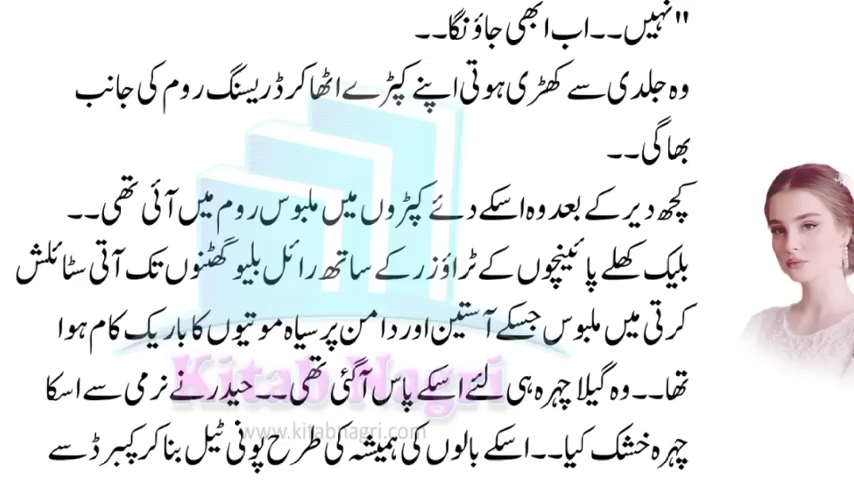 "نہیں۔۔اب ابھی جاؤنگا۔۔
وہ جلدی سے کھڑی ہوتی اپنے کپڑے اٹھا کر ڈریسنگ روم کی جانب
بھاگی۔۔
کچھ دیر کے بعد وہ اسکے دئے کپڑوں میں ملبوس روم میں آئی تھی۔۔
بلیک کھلے پائینچوں کے ٹراؤزر کے ساتھ رائل بلیو گھٹنوں تک آتی سٹائلش
کرتی میں ملبوس جسکے آستین اور دامن پر سیاہ موتیوں کا باریک کام ہوا
تھا۔۔وہ گیلا چہرہ ہی لئے اسکے پاس آگئی تھی۔۔حیدر نے نرمی سے اسکا
چہرہ خشک کیا۔۔اسکے بالوں کی ہمیشہ کی طرح پونی ٹیل بنا کر کببرڈ سے
Kitab Nagri
www.kitabnagri.com